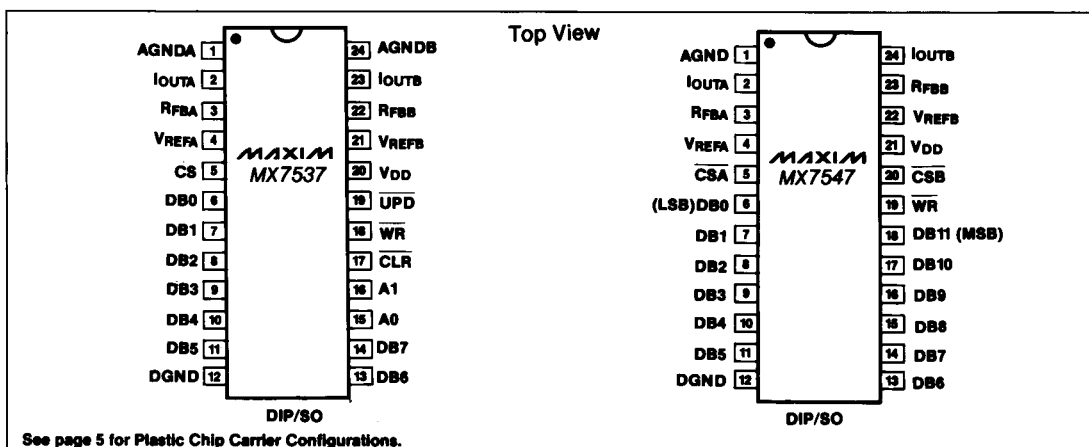 Top View
AGNDA 1
IOUTA 2
RFBA 3
VREFA 4
CS 5
DB0 6
DB1 7
DB2 8
DB3 9
DB4 10
DB5 11
DGND 12
MAXIM
MX7537
24 AGNDB
23 IOUTB
22 RFBB
21 VREFB
20 VDD
19 UPD
18 WR
17 CLR
16 A1
15 A0
14 DB7
13 DB6
DIP/SO
AGND 1
IOUTA 2
RFBA 3
VREFA 4
CSA 5
(LSB)DB0 6
DB1 7
DB2 8
DB3 9
DB4 10
DB5 11
DGND 12
MAXIM
MX7547
24 IOUTB
23 RFBB
22 VREFB
21 VDD
20 CSB
19 WR
18 DB11 (MSB)
17 DB10
16 DB9
15 DB8
14 DB7
13 DB6
DIP/SO
See page 5 for Plastic Chip Carrier Configurations.